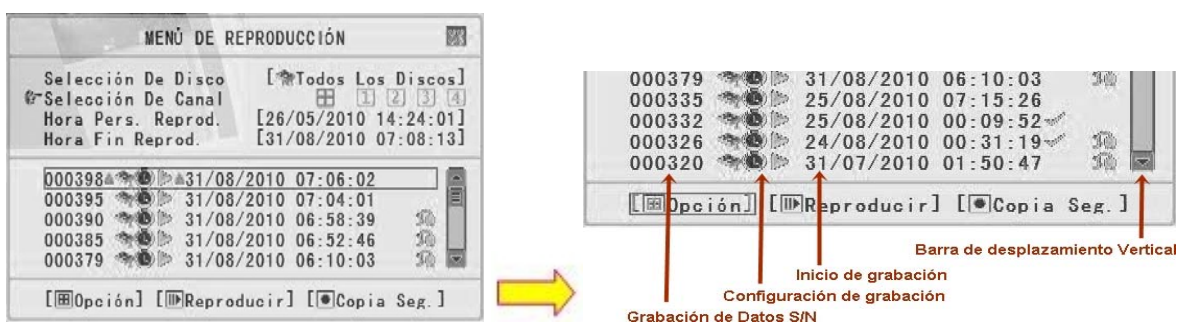 MENÚ DE REPRODUCCIÓN
Selección De Disco [Todos Los Discos]
Selección De Canal 1 2 3 4
Hora Pers. Reprod. [26/05/2010 14:24:01]
Hora Fin Reprod. [31/08/2010 07:08:13]
000398 31/08/2010 07:06:02
000395 31/08/2010 07:04:01
000390 31/08/2010 06:58:39
000385 31/08/2010 06:52:46
000379 31/08/2010 06:10:03
[Opción] [Reproducir] [Copia Seg.]
000379 31/08/2010 06:10:03
000335 25/08/2010 07:15:26
000332 25/08/2010 00:09:52
000326 24/08/2010 00:31:19
000320 31/07/2010 01:50:47
[Opción] [Reproducir] [Copia Seg.]
Barra de desplazamiento Vertical
Inicio de grabación
Configuración de grabación
Grabación de Datos S/N